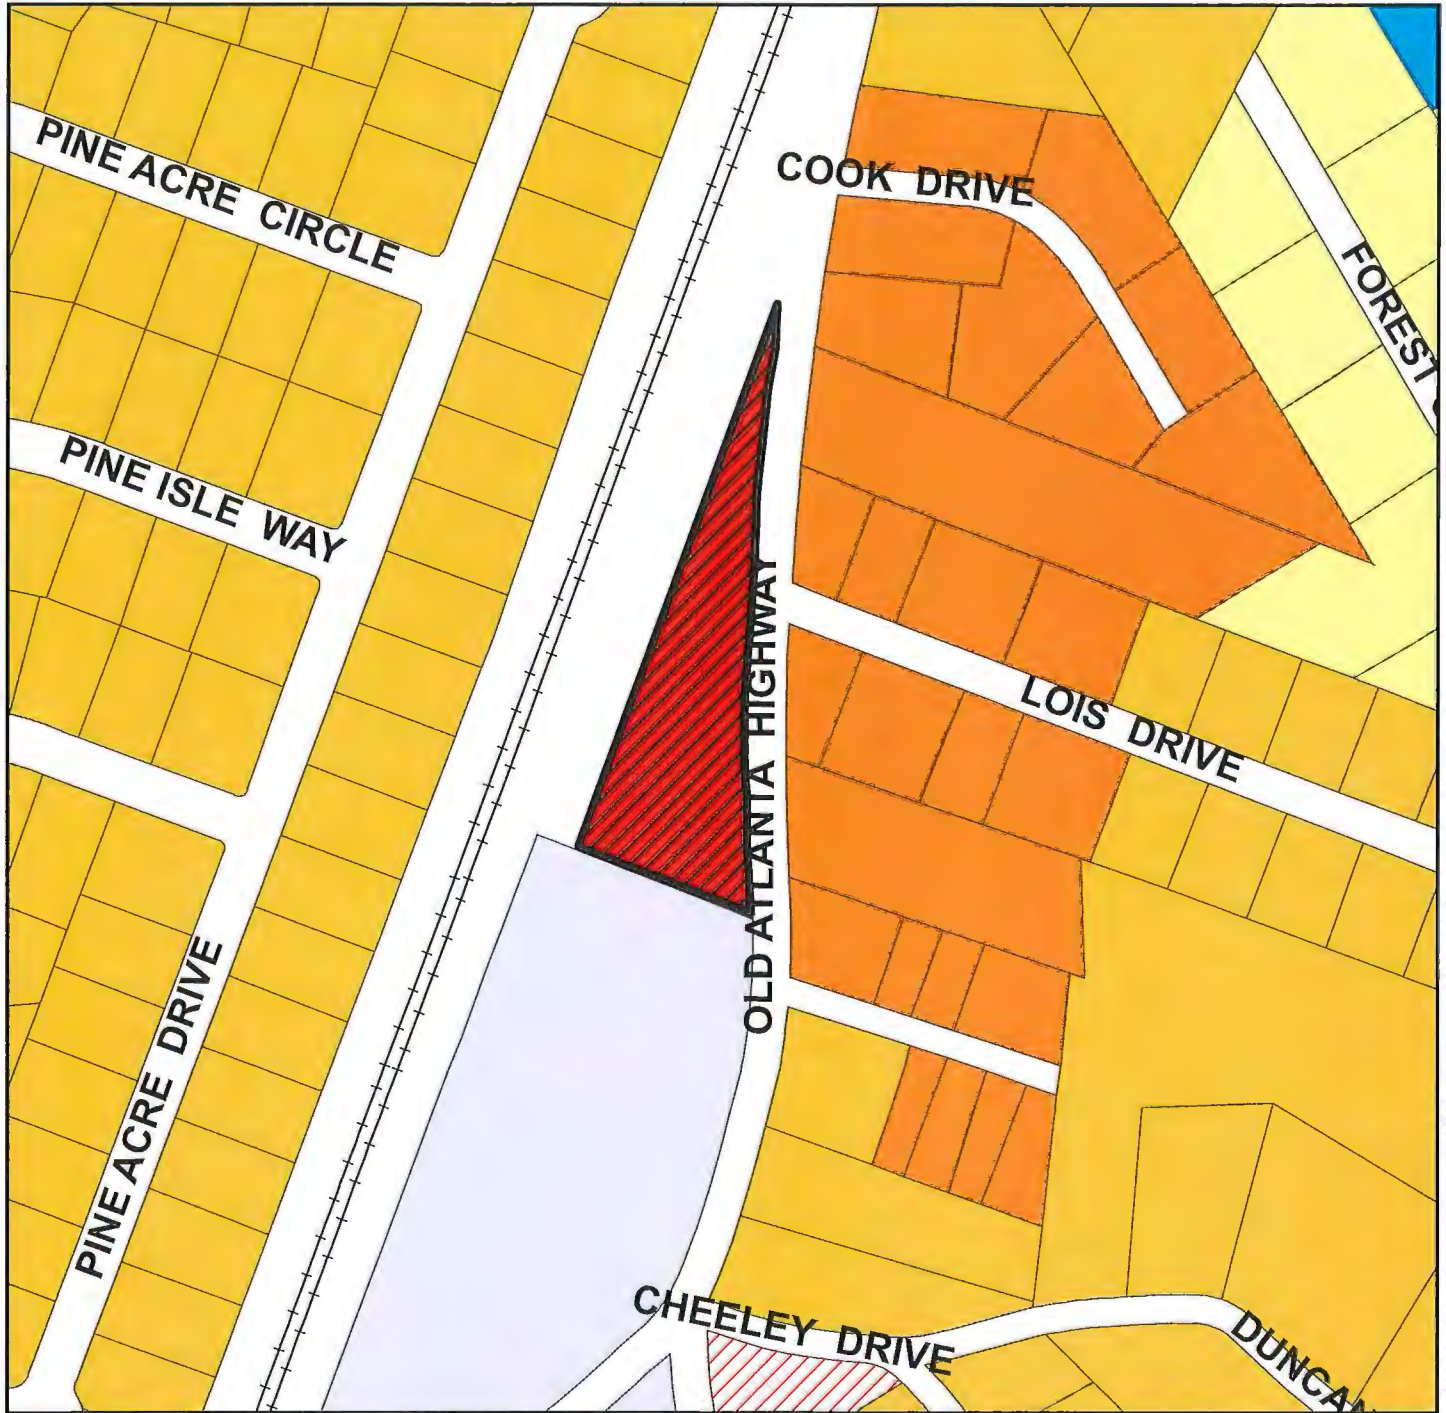 PINE ACRE CIRCLE
COOK DRIVE
FOREST
PINE ISLE WAY
OLD ATLANTA HIGHWAY
LOIS DRIVE
PINE ACRE DRIVE
CHEELEY DRIVE
DUNCAN